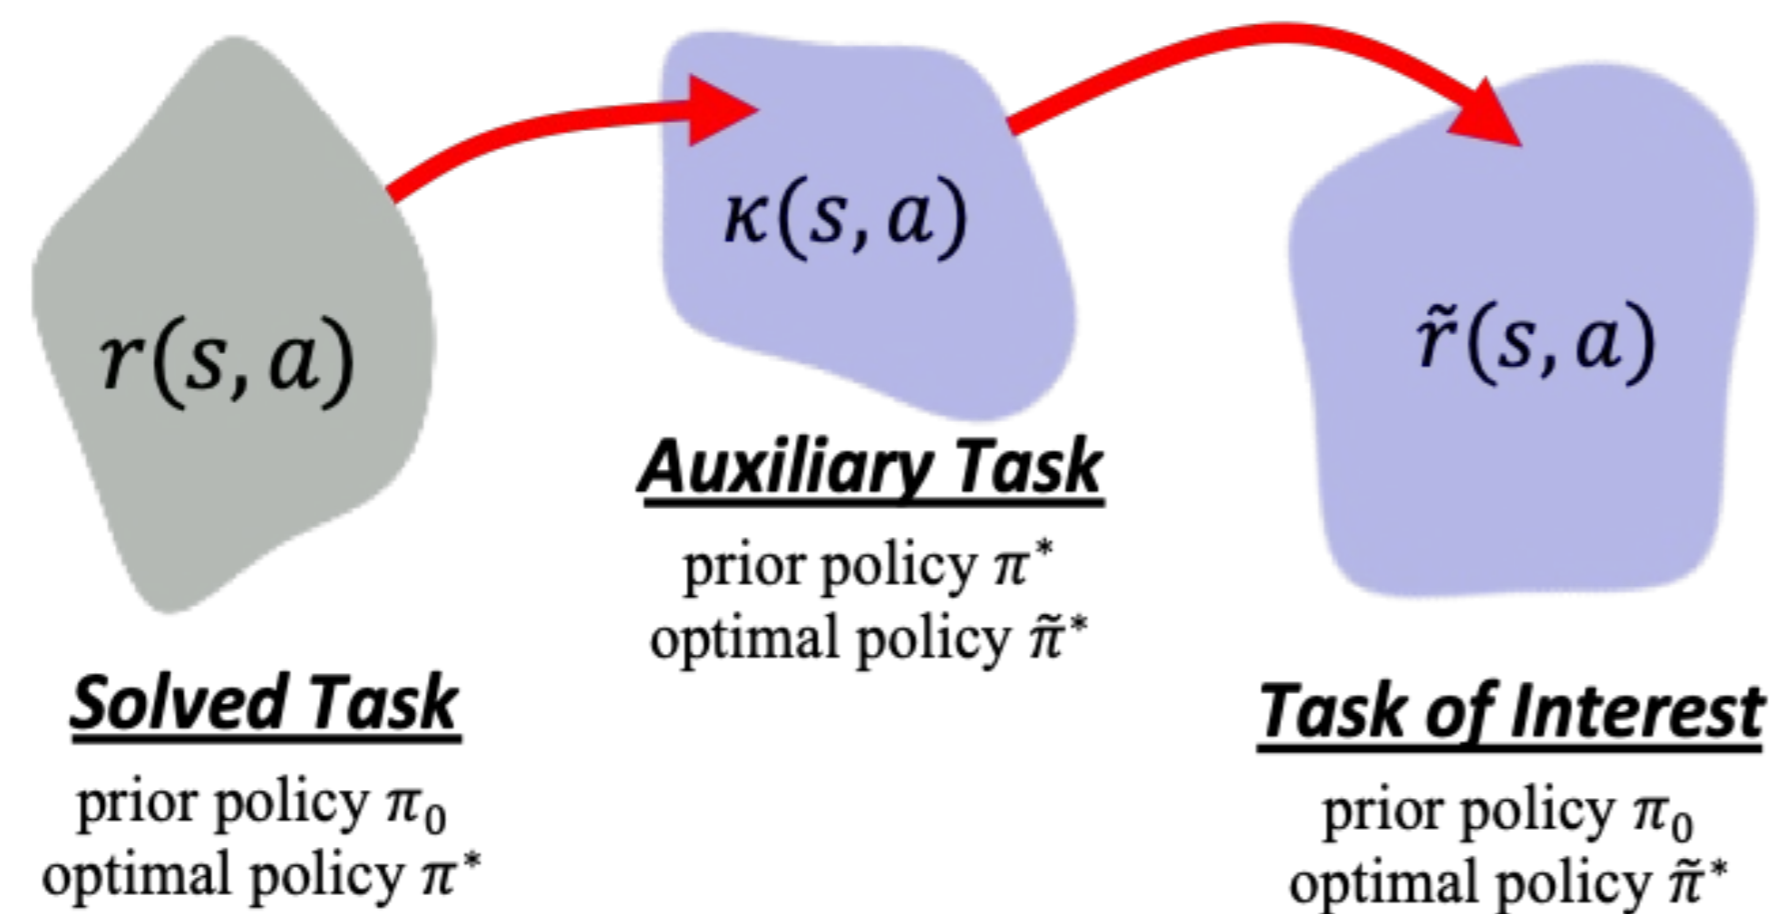 r(s, a)
Solved Task
prior policy π₀
optimal policy π*
κ(s, a)
Auxiliary Task
prior policy π*
optimal policy π̃*
r̃(s, a)
Task of Interest
prior policy π₀
optimal policy π̃*